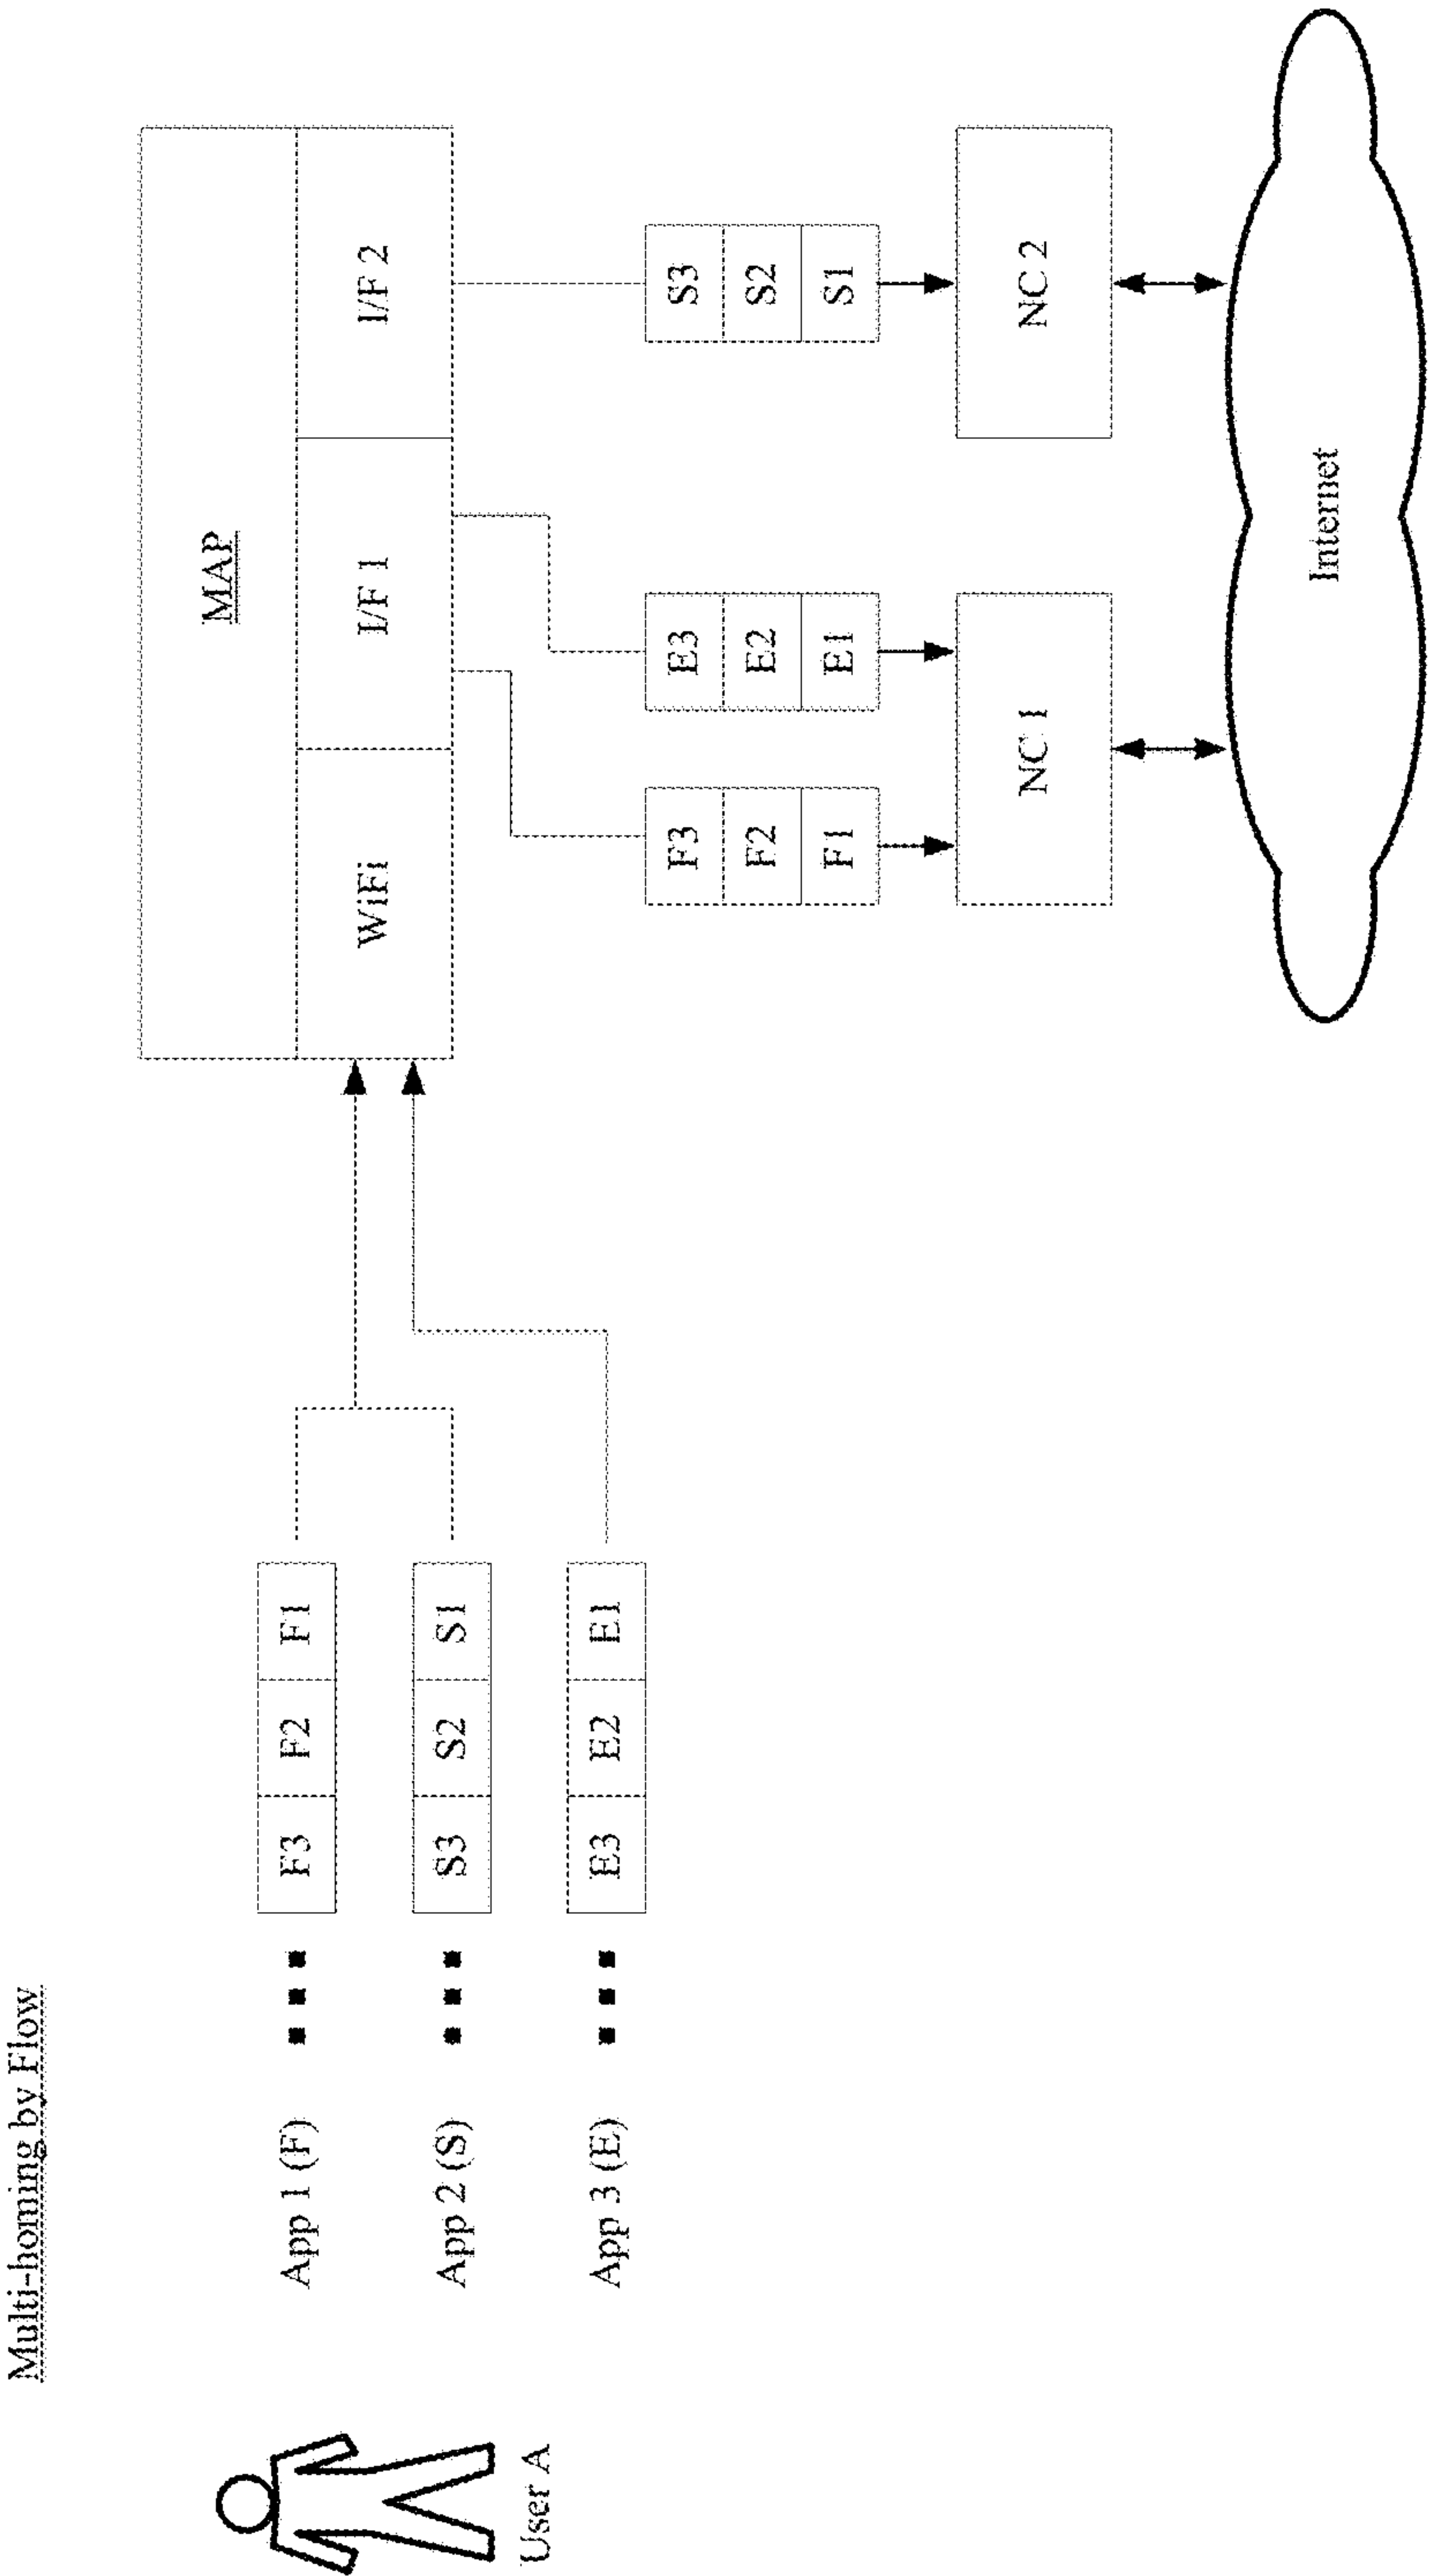 Multi-homing by Flow
User A
App 1 (F)
F3 F2 F1
App 2 (S)
S3 S2 S1
App 3 (E)
E3 E2 E1
MAP
WiFi
I/F 1
I/F 2
F3
F2
F1
E3
E2
E1
S3
S2
S1
NC 1
NC 2
Internet